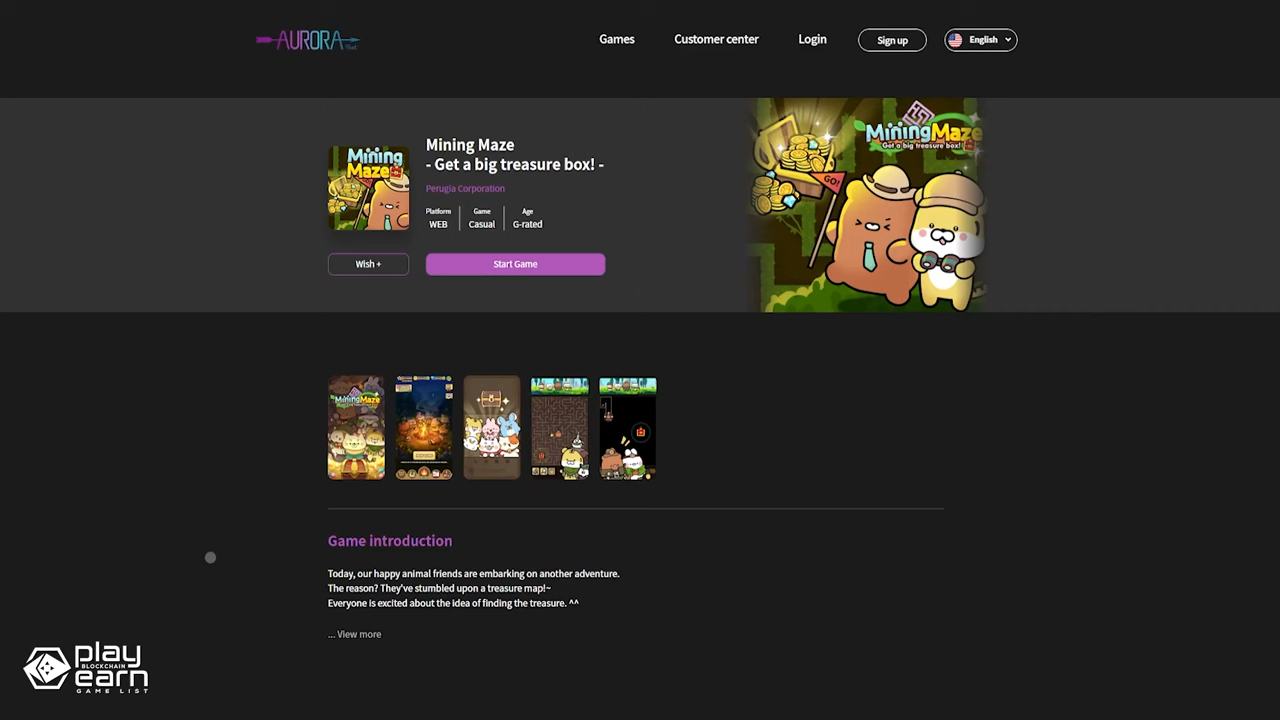 AURORA
Games
Customer center
Login
Sign up
English
Mining Maze
- Get a big treasure box! -
Perugia Corporation
Platform
Game
Age
WEB
Casual
G-rated
Wish +
Start Game
Mining
Maze
GO!
MiningMaze
Get a big treasure box!
MiningMaze
Game introduction
Today, our happy animal friends are embarking on another adventure.
The reason? They've stumbled upon a treasure map!~
Everyone is excited about the idea of finding the treasure. ^^
... View more
play
BLOCKCHAIN
earn
GAME LIST